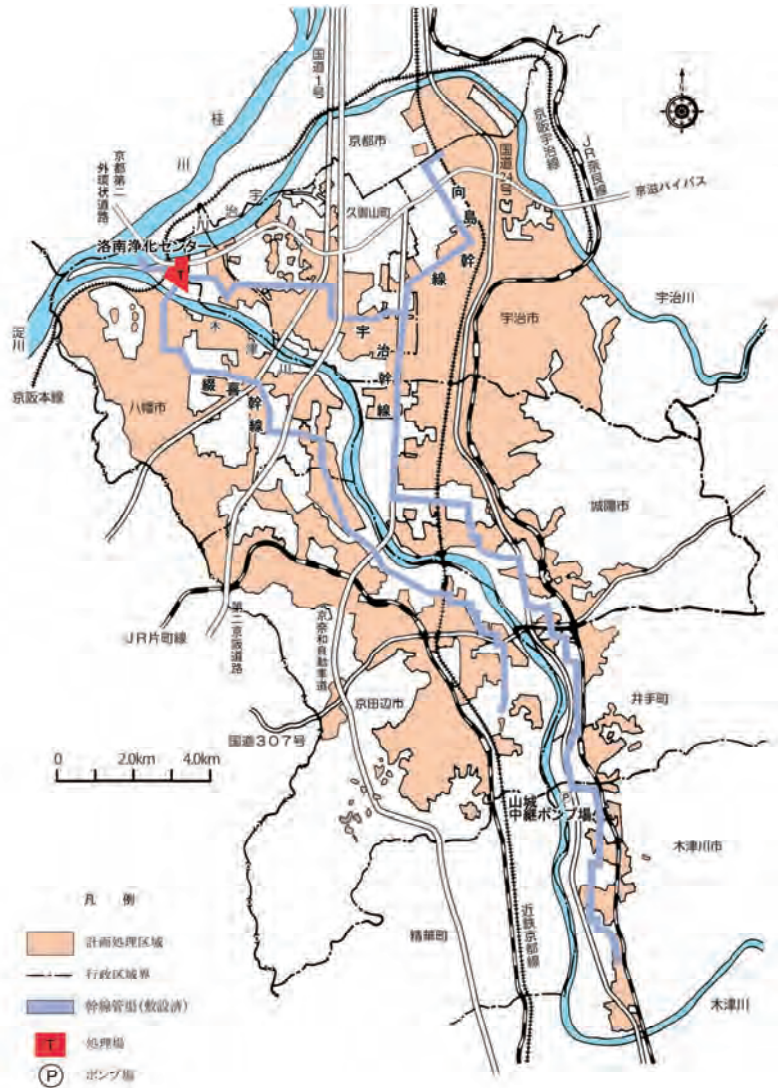 国道1号
桂川
京都市
京阪宇治線
JR奈良線
国道24号
京滋バイパス
京都第二
外環状道路
宇治川
久御山町
向島幹線
洛南浄化センター
T
宇治川
宇治市
淀川
木津川
宇治幹線
京阪本線
八幡市
綴喜幹線
城陽市
JR片町線
第二京阪道路
京奈和自動車道
京田辺市
井手町
国道307号
0 2.0km 4.0km
P
山城
中継ポンプ場
木津川市
近鉄京都線
精華町
木津川
凡 例
計画処理区域
行政区域界
幹線管渠(敷設済)
T 処理場
P ポンプ場